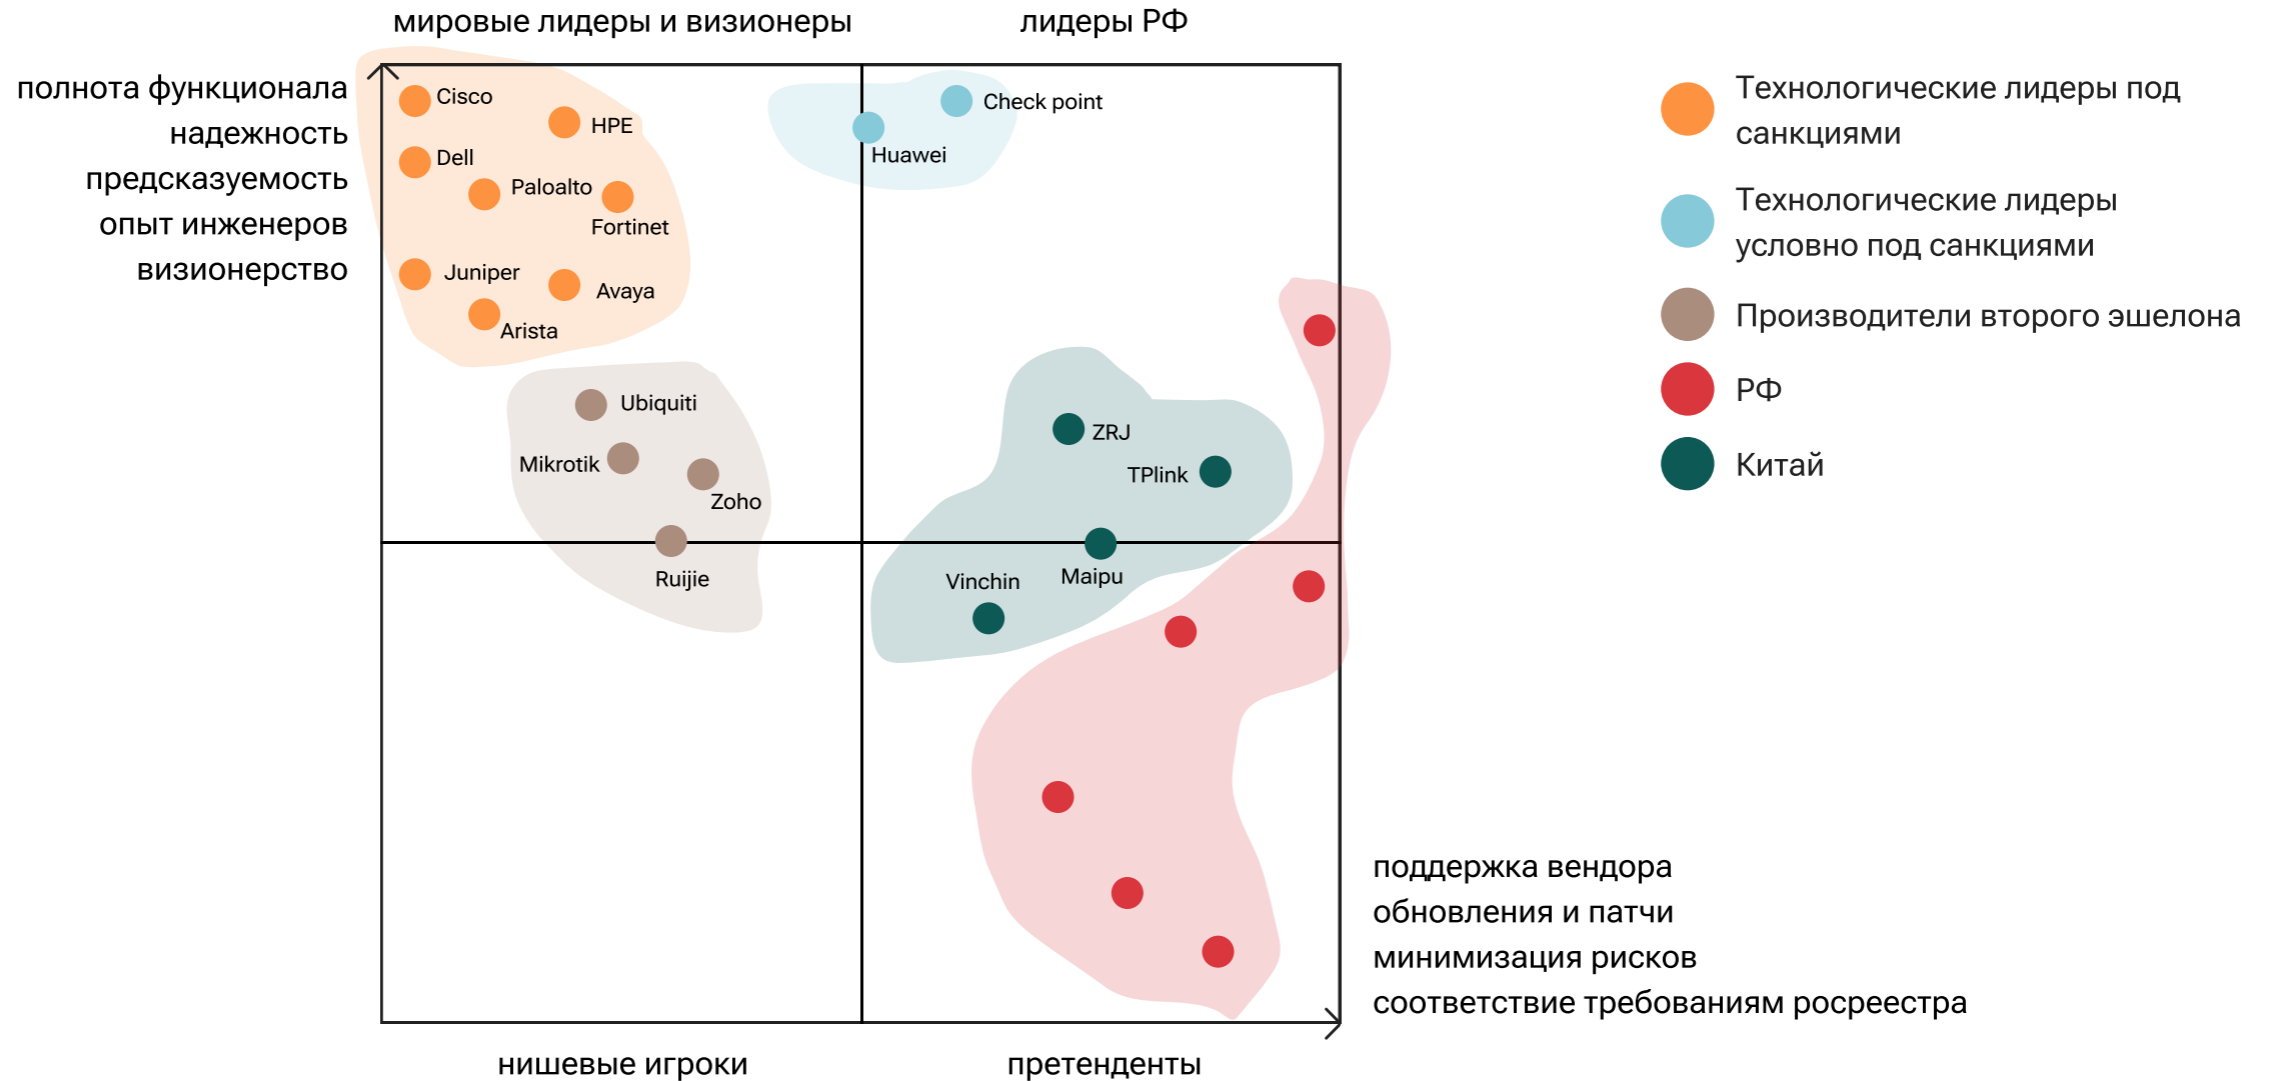 мировые лидеры и визионеры
лидеры РФ
полнота функционала
надежность
предсказуемость
опыт инженеров
визионерство
Cisco
HPE
Dell
Paloalto
Fortinet
Juniper
Avaya
Arista
Check point
Huawei
Ubiquiti
Mikrotik
Zoho
Ruijie
ZRJ
TPlink
Maipu
Vinchin
Технологические лидеры под
санкциями
Технологические лидеры
условно под санкциями
Производители второго эшелона
РФ
Китай
поддержка вендора
обновления и патчи
минимизация рисков
соответствие требованиям росреестра
нишевые игроки
претенденты